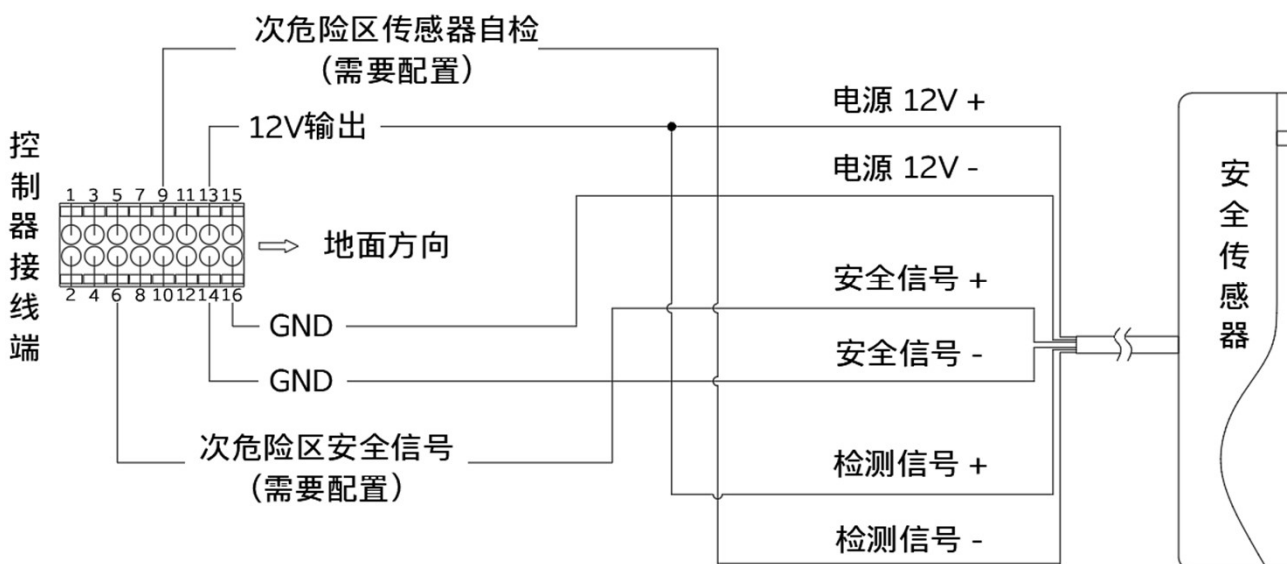 次危险区传感器自检
（需要配置）
12V输出
电源 12V +
电源 12V -
控制器接线端
1 3 5 7 9 11 13 15
地面方向
2 4 6 8 10 12 14 16
GND
GND
安全信号 +
安全信号 -
次危险区安全信号
（需要配置）
检测信号 +
检测信号 -
安全传感器